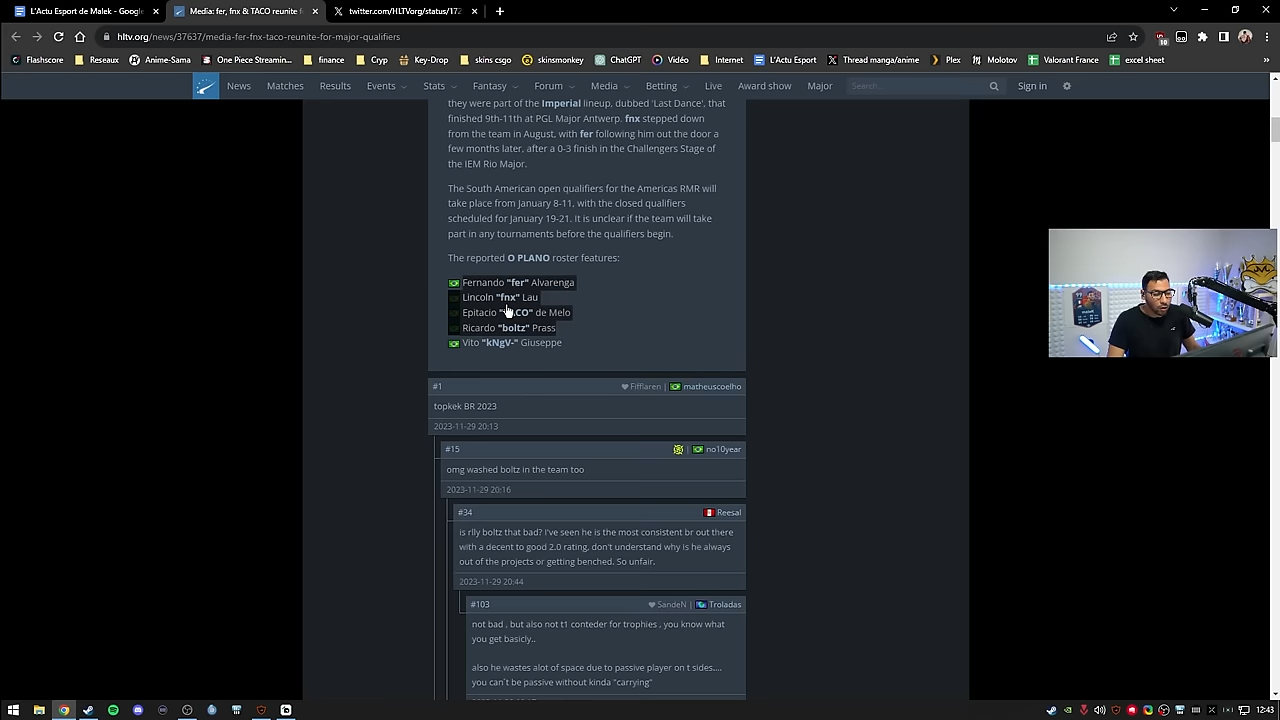 L'Actu Esport de Malek - Google
Media: fer, fnx & TACO reunite f
twitter.com/HLTVorg/status/172
hltv.org/news/37637/media-fer-fnx-taco-reunite-for-major-qualifiers
Flashscore Reseaux Anime-Sama One Piece Streamin... finance Cryp Key-Drop skins csgo skinsmonkey ChatGPT Vidéo Internet L'Actu Esport Thread manga/anime Plex Molotov Valorant France excel sheet
News Matches Results Events Stats Fantasy Forum Media Betting Live Award show Major Search... Sign in
they were part of the Imperial lineup, dubbed 'Last Dance', that
finished 9th-11th at PGL Major Antwerp. fnx stepped down
from the team in August, with fer following him out the door a
few months later, after a 0-3 finish in the Challengers Stage of
the IEM Rio Major.
The South American open qualifiers for the Americas RMR will
take place from January 8-11, with the closed qualifiers
scheduled for January 19-21. It is unclear if the team will take
part in any tournaments before the qualifiers begin.
The reported O PLANO roster features:
Fernando "fer" Alvarenga
Lincoln "fnx" Lau
Epitacio "TACO" de Melo
Ricardo "boltz" Prass
Vito "kNgV-" Giuseppe
#1 Fifflaren | matheuscoelho
topkek BR 2023
2023-11-29 20:13
#15 | no10year
omg washed boltz in the team too
2023-11-29 20:16
#34 Reesal
is rlly boltz that bad? I've seen he is the most consistent br out there
with a decent to good 2.0 rating, don't understand why is he always
out of the projects or getting benched. So unfair.
2023-11-29 20:44
#103 SandeN | Troladas
not bad , but also not t1 conteder for trophies , you know what
you get basicly..
also he wastes alot of space due to passive player on t sides....
you can`t be passive without kinda "carrying"
12:43